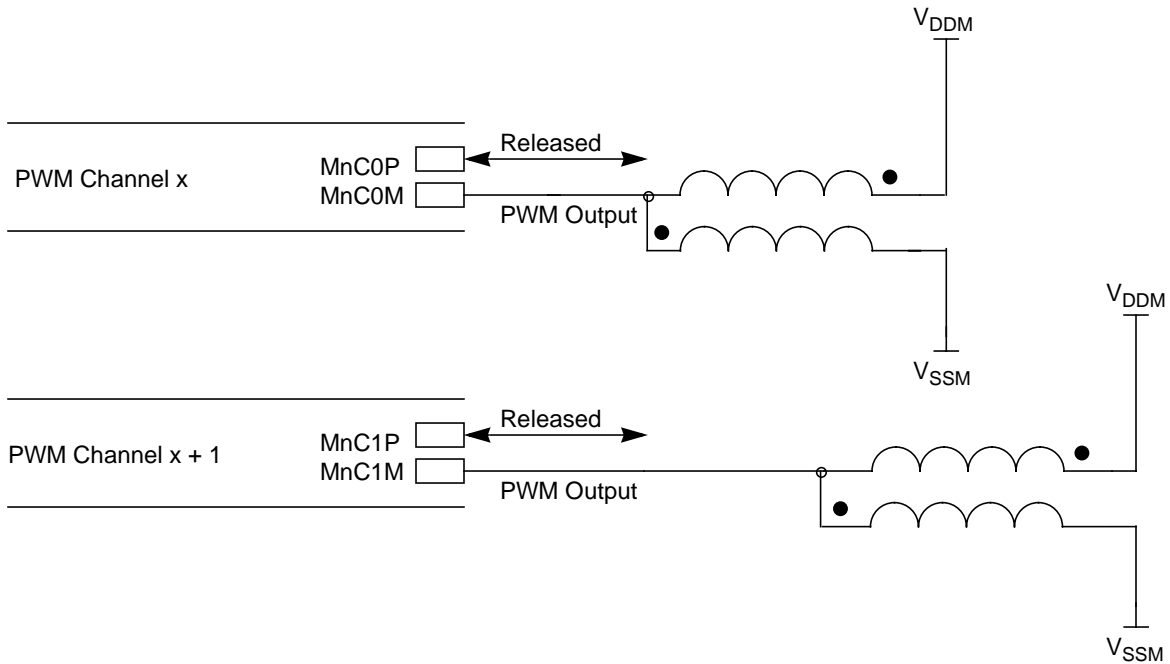 V_DDM
Released
MnC0P
PWM Channel x
MnC0M
PWM Output
V_DDM
V_SSM
Released
MnC1P
PWM Channel x + 1
MnC1M
PWM Output
V_SSM